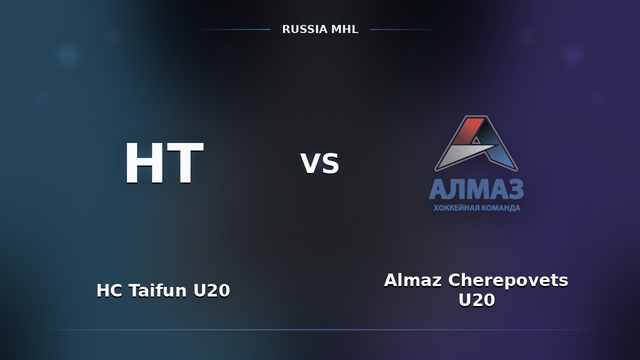 RUSSIA MHL
HT
VS
АЛМАЗ
ХОККЕЙНАЯ КОМАНДА
HC Taifun U20
Almaz Cherepovets
U20